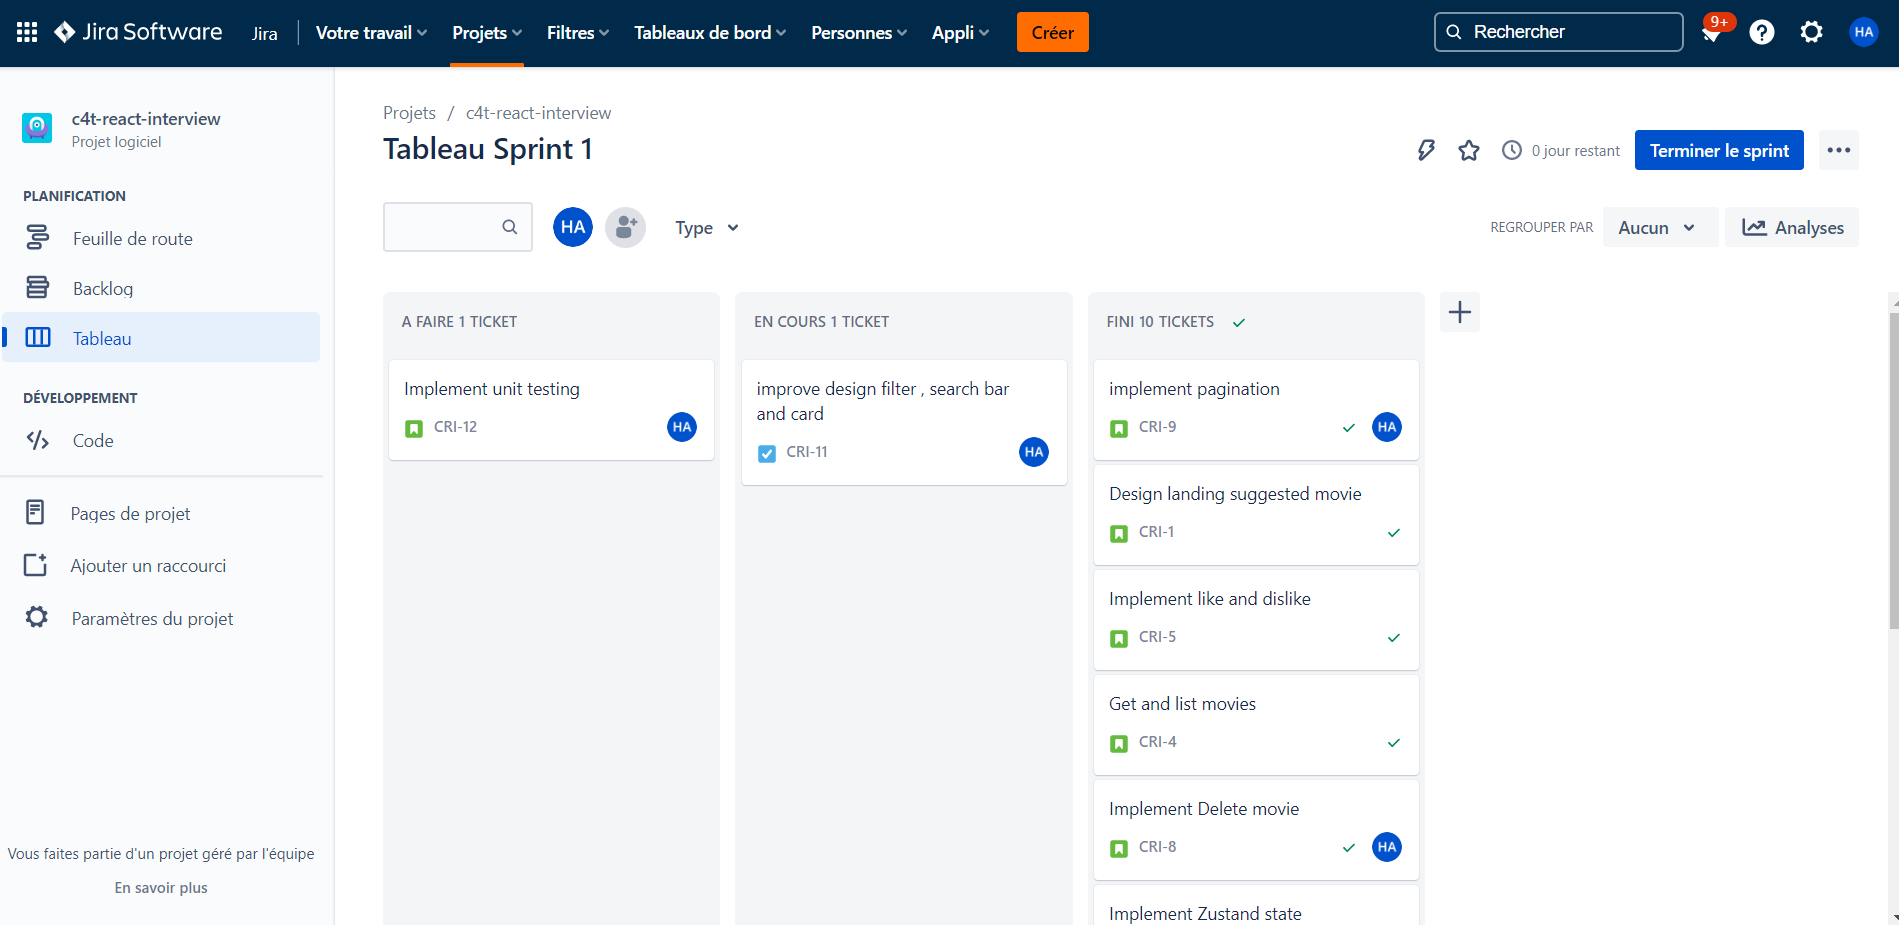 Jira Software Jira Votre travail Projets Filtres Tableaux de bord Personnes Appli Créer Rechercher 9+ HA
c4t-react-interview
Projet logiciel
PLANIFICATION
Feuille de route
Backlog
Tableau
DÉVELOPPEMENT
Code
Pages de projet
Ajouter un raccourci
Paramètres du projet
Vous faites partie d'un projet géré par l'équipe
En savoir plus
Projets / c4t-react-interview
Tableau Sprint 1
0 jour restant Terminer le sprint
HA Type REGROUPER PAR Aucun Analyses
A FAIRE 1 TICKET
Implement unit testing
CRI-12 HA
EN COURS 1 TICKET
improve design filter , search bar
and card
CRI-11 HA
FINI 10 TICKETS
implement pagination
CRI-9 HA
Design landing suggested movie
CRI-1
Implement like and dislike
CRI-5
Get and list movies
CRI-4
Implement Delete movie
CRI-8 HA
Implement Zustand state